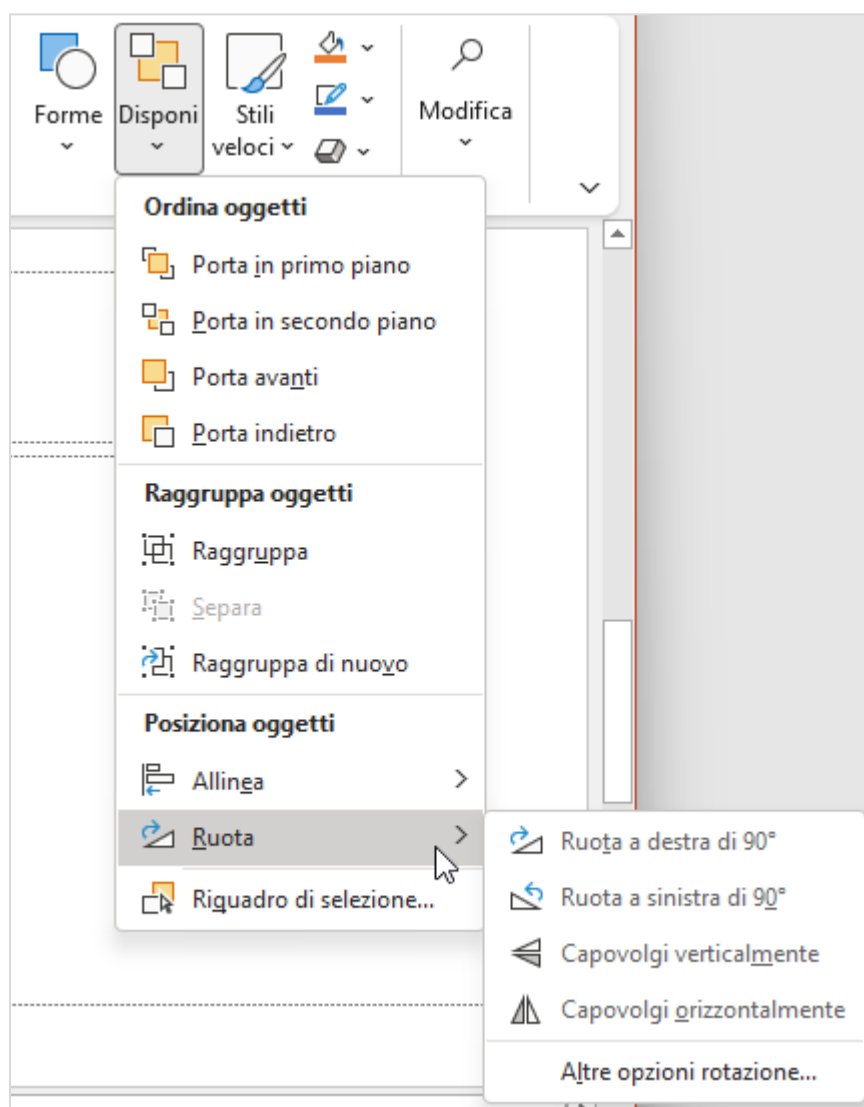 Forme
Disponi
Stili
veloci
Modifica
Ordina oggetti
Porta in primo piano
Porta in secondo piano
Porta avanti
Porta indietro
Raggruppa oggetti
Raggruppa
Separa
Raggruppa di nuovo
Posiziona oggetti
Allinea
Ruota
Riquadro di selezione...
Ruota a destra di 90°
Ruota a sinistra di 90°
Capovolgi verticalmente
Capovolgi orizzontalmente
Altre opzioni rotazione...